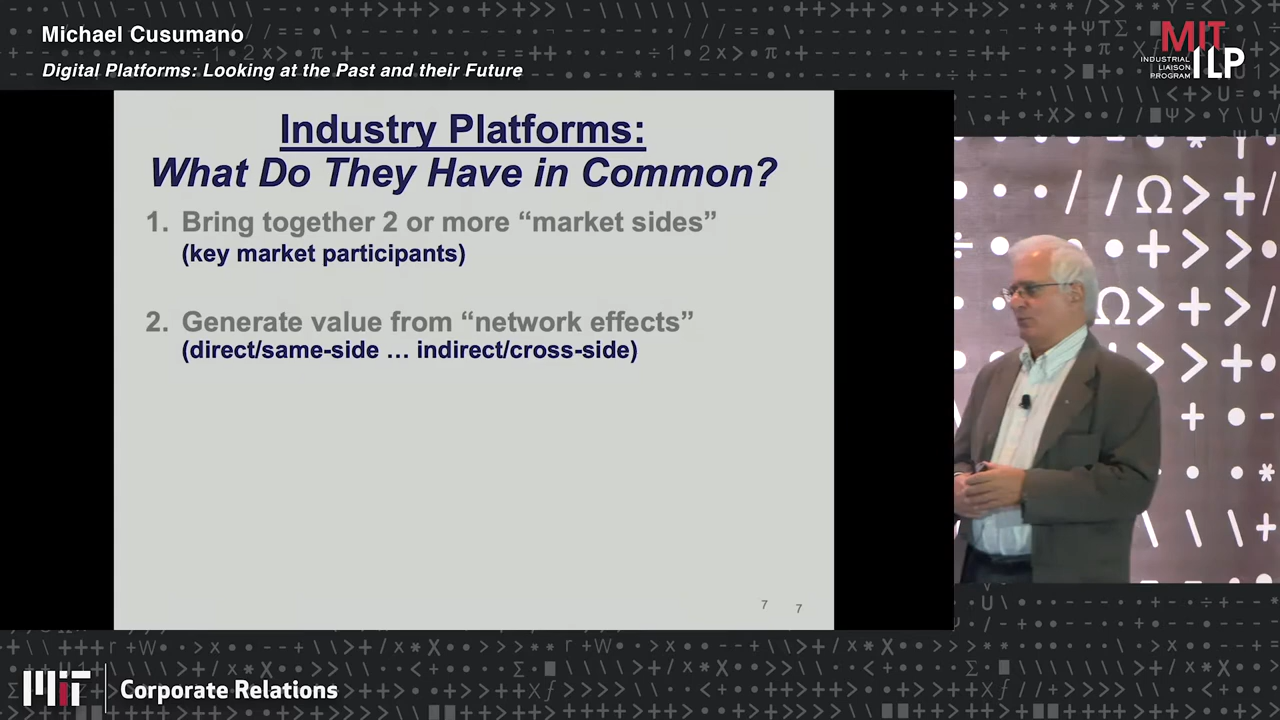 Michael Cusumano
Digital Platforms: Looking at the Past and their Future
MIT
INDUSTRIAL
LIAISON
PROGRAM
ILP
Industry Platforms:
What Do They Have in Common?
1. Bring together 2 or more “market sides”
(key market participants)
2. Generate value from “network effects”
(direct/same-side … indirect/cross-side)
7 7
MIT
Corporate Relations